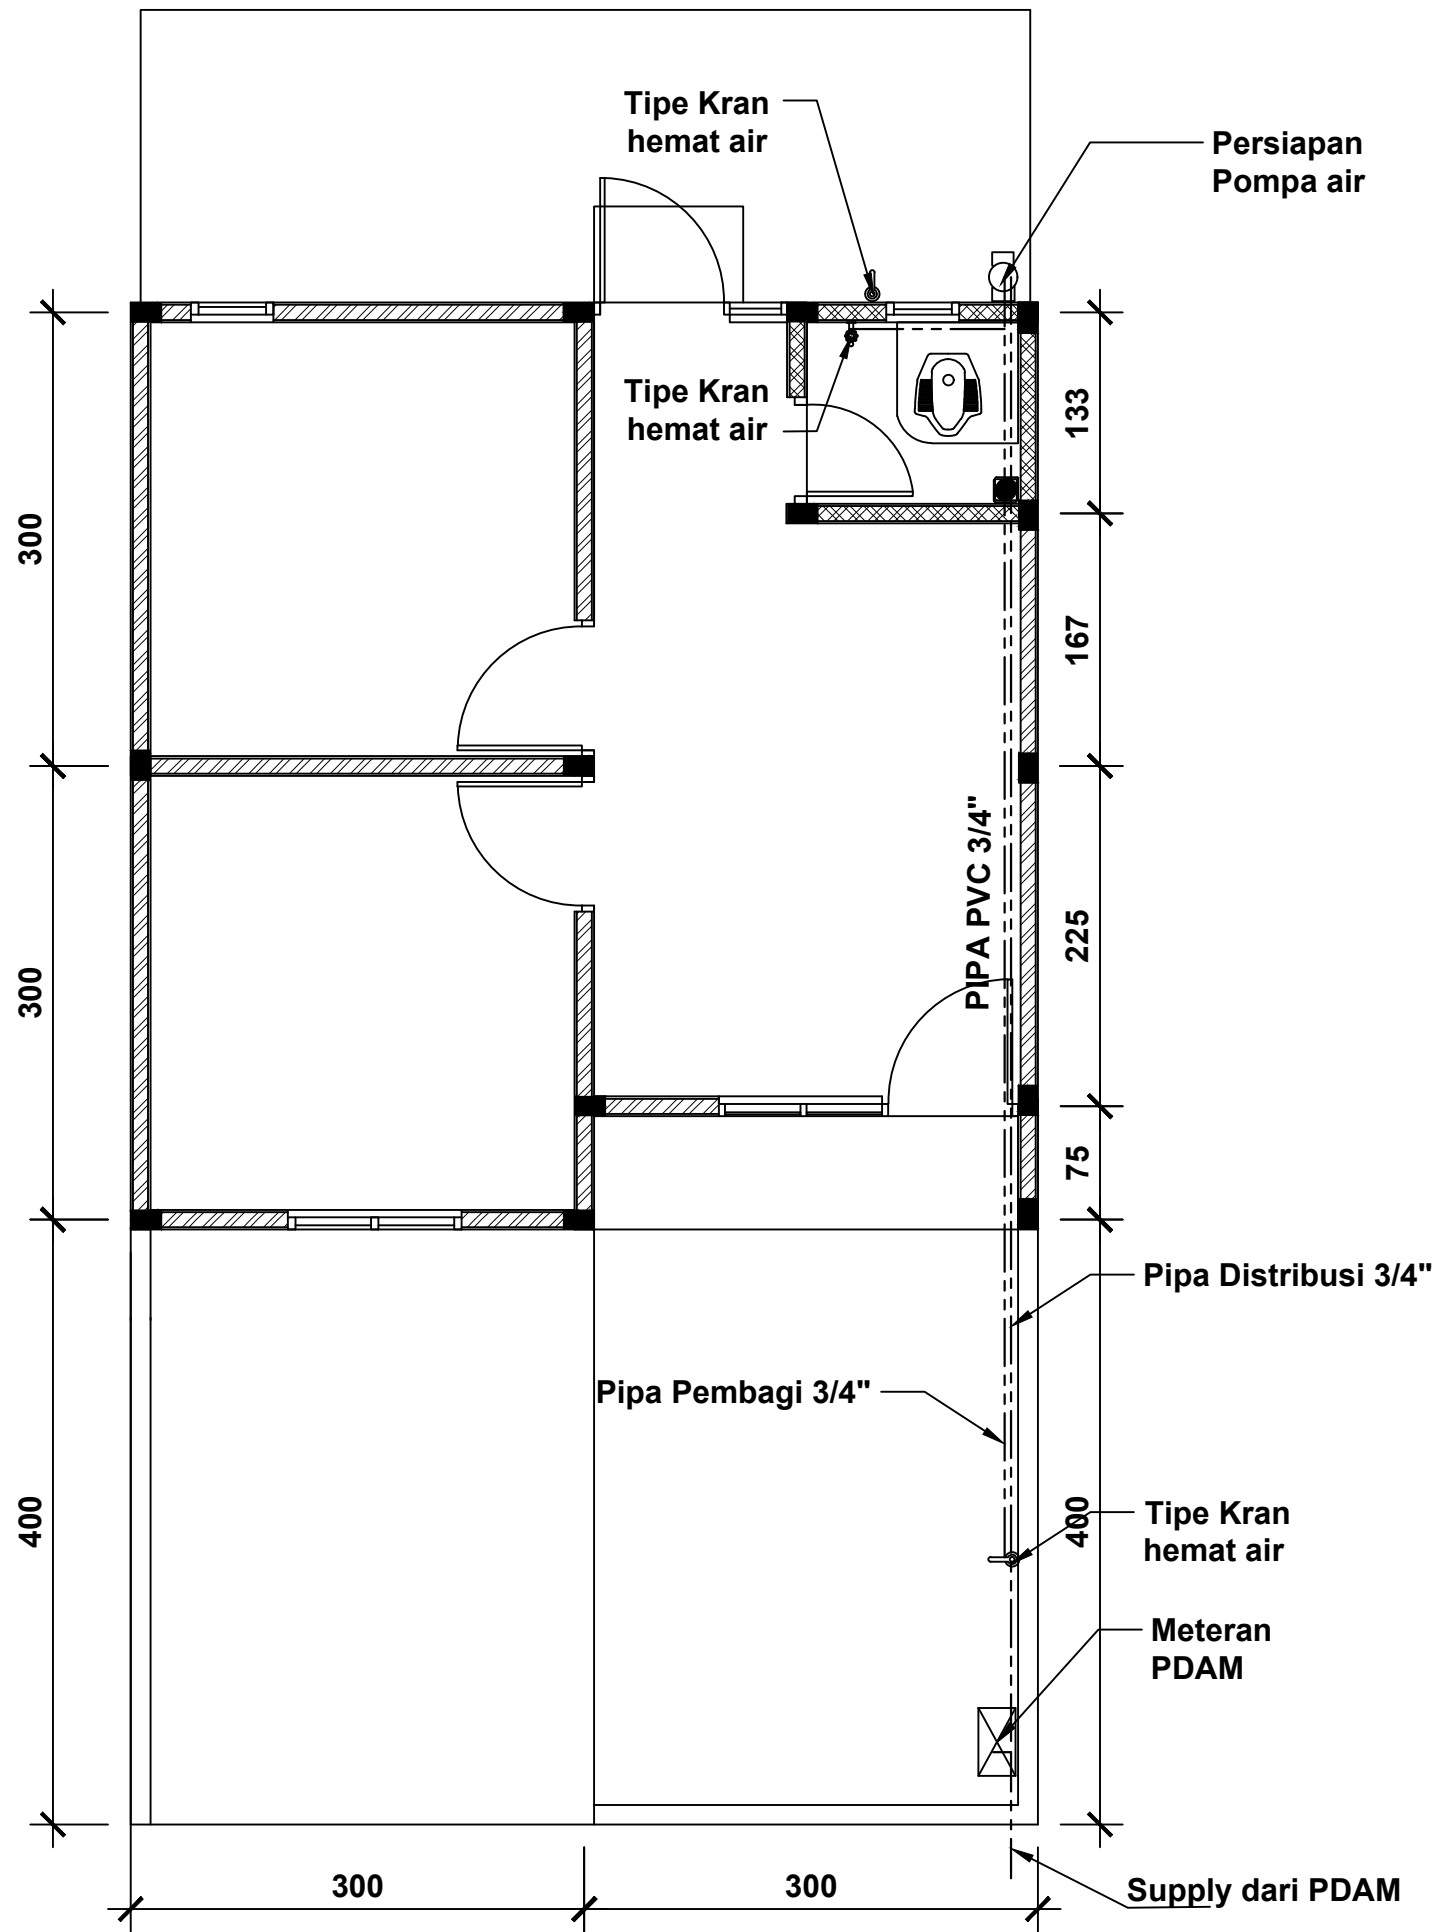 Tipe Kran
hemat air
Persiapan
Pompa air
Tipe Kran
hemat air
133
300
167
PIPA PVC 3/4"
225
300
75
Pipa Distribusi 3/4"
Pipa Pembagi 3/4"
400
400
Tipe Kran
hemat air
Meteran
PDAM
300
300
Supply dari PDAM